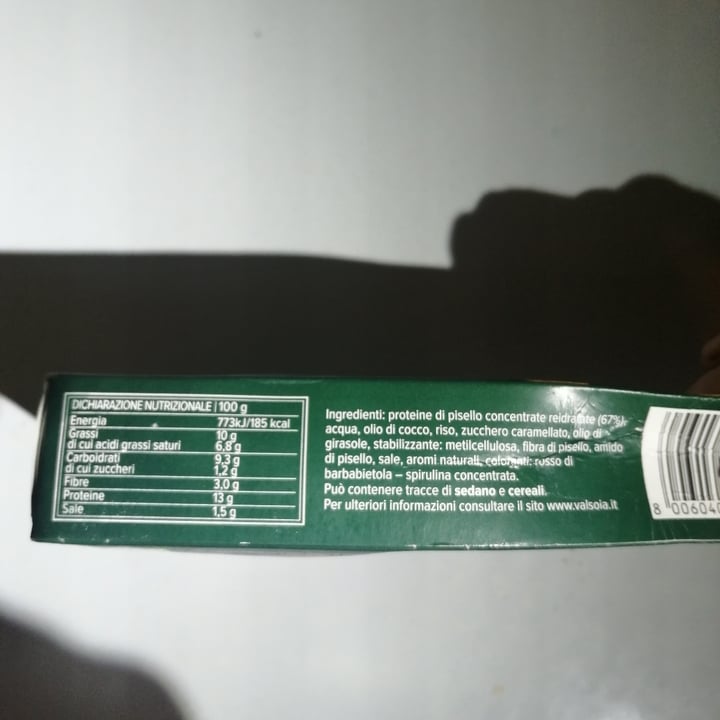 DICHIARAZIONE NUTRIZIONALE | 100 g
Energia 773kJ/185 kcal
Grassi 10 g
di cui acidi grassi saturi 6,8 g
Carboidrati 9,3 g
di cui zuccheri 1,2 g
Fibre 3,0 g
Proteine 13 g
Sale 1,5 g
Ingredienti: proteine di pisello concentrate reidratate (67%),
acqua, olio di cocco, riso, zucchero caramellato, olio di
girasole, stabilizzante: metilcellulosa, fibra di pisello, amido
di pisello, sale, aromi naturali, coloranti: rosso di
barbabietola – spirulina concentrata.
Può contenere tracce di sedano e cereali.
Per ulteriori informazioni consultare il sito www.valsoia.it
8 006040